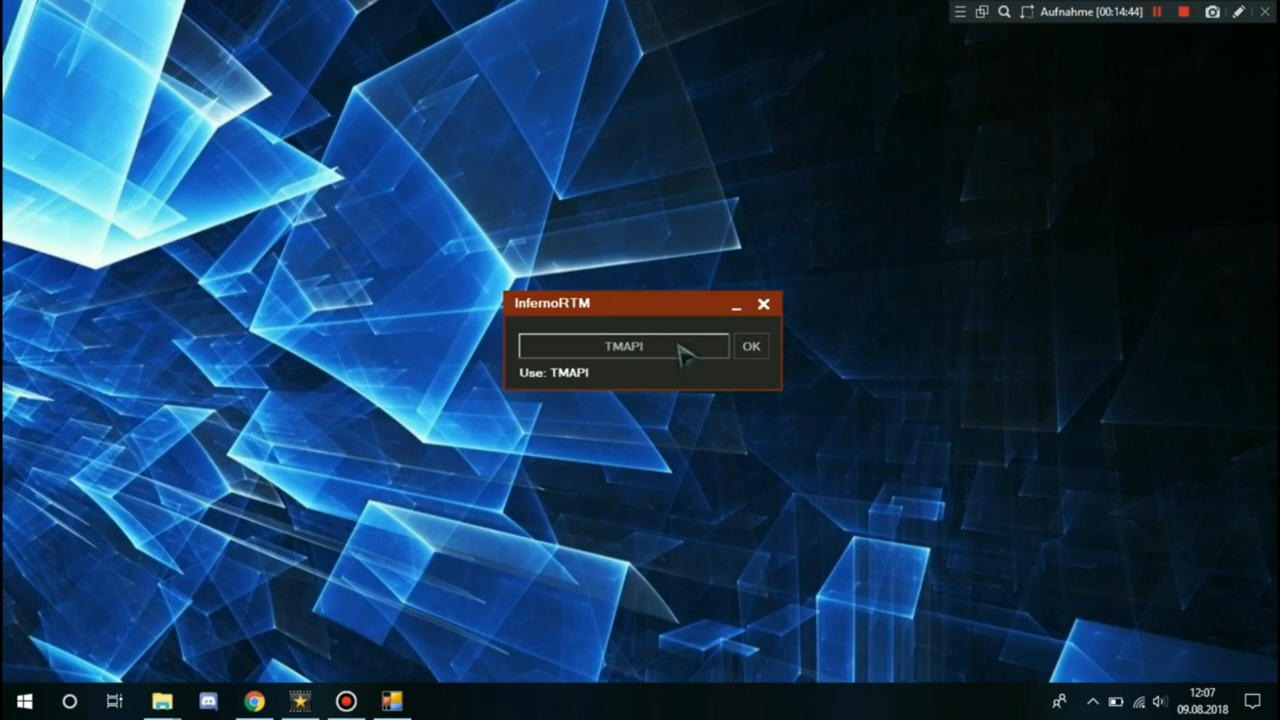 Aufnahme [00:14:44]
InfernoRTM
TMAPI
OK
Use: TMAPI
12:07
09.08.2018